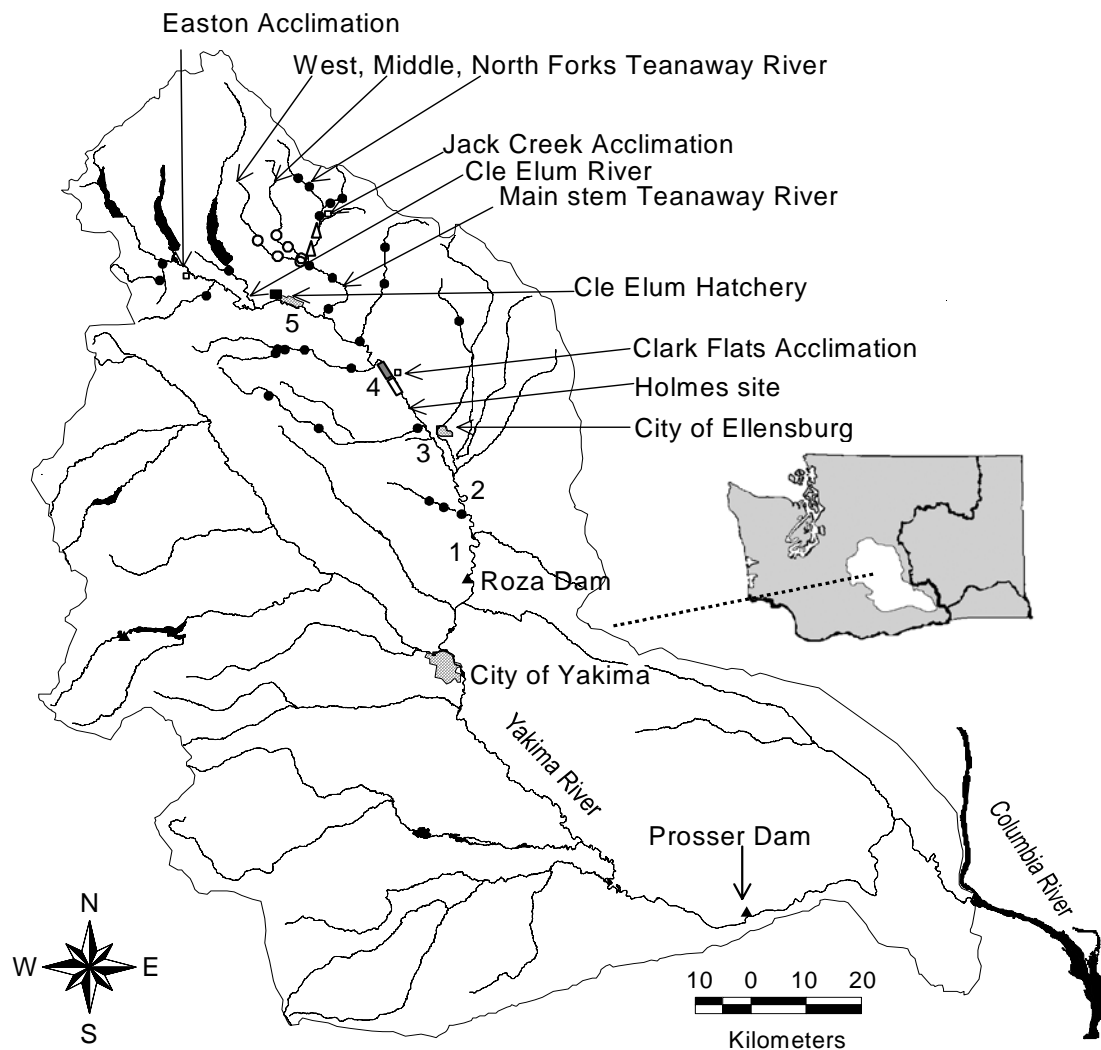 Easton Acclimation
West, Middle, North Forks Teanaway River
Jack Creek Acclimation
Cle Elum River
Main stem Teanaway River
Cle Elum Hatchery
5
Clark Flats Acclimation
4
Holmes site
City of Ellensburg
3
2
1
Roza Dam
City of Yakima
Yakima River
Prosser Dam
Columbia River
N
W E
S
10 0 10 20
Kilometers